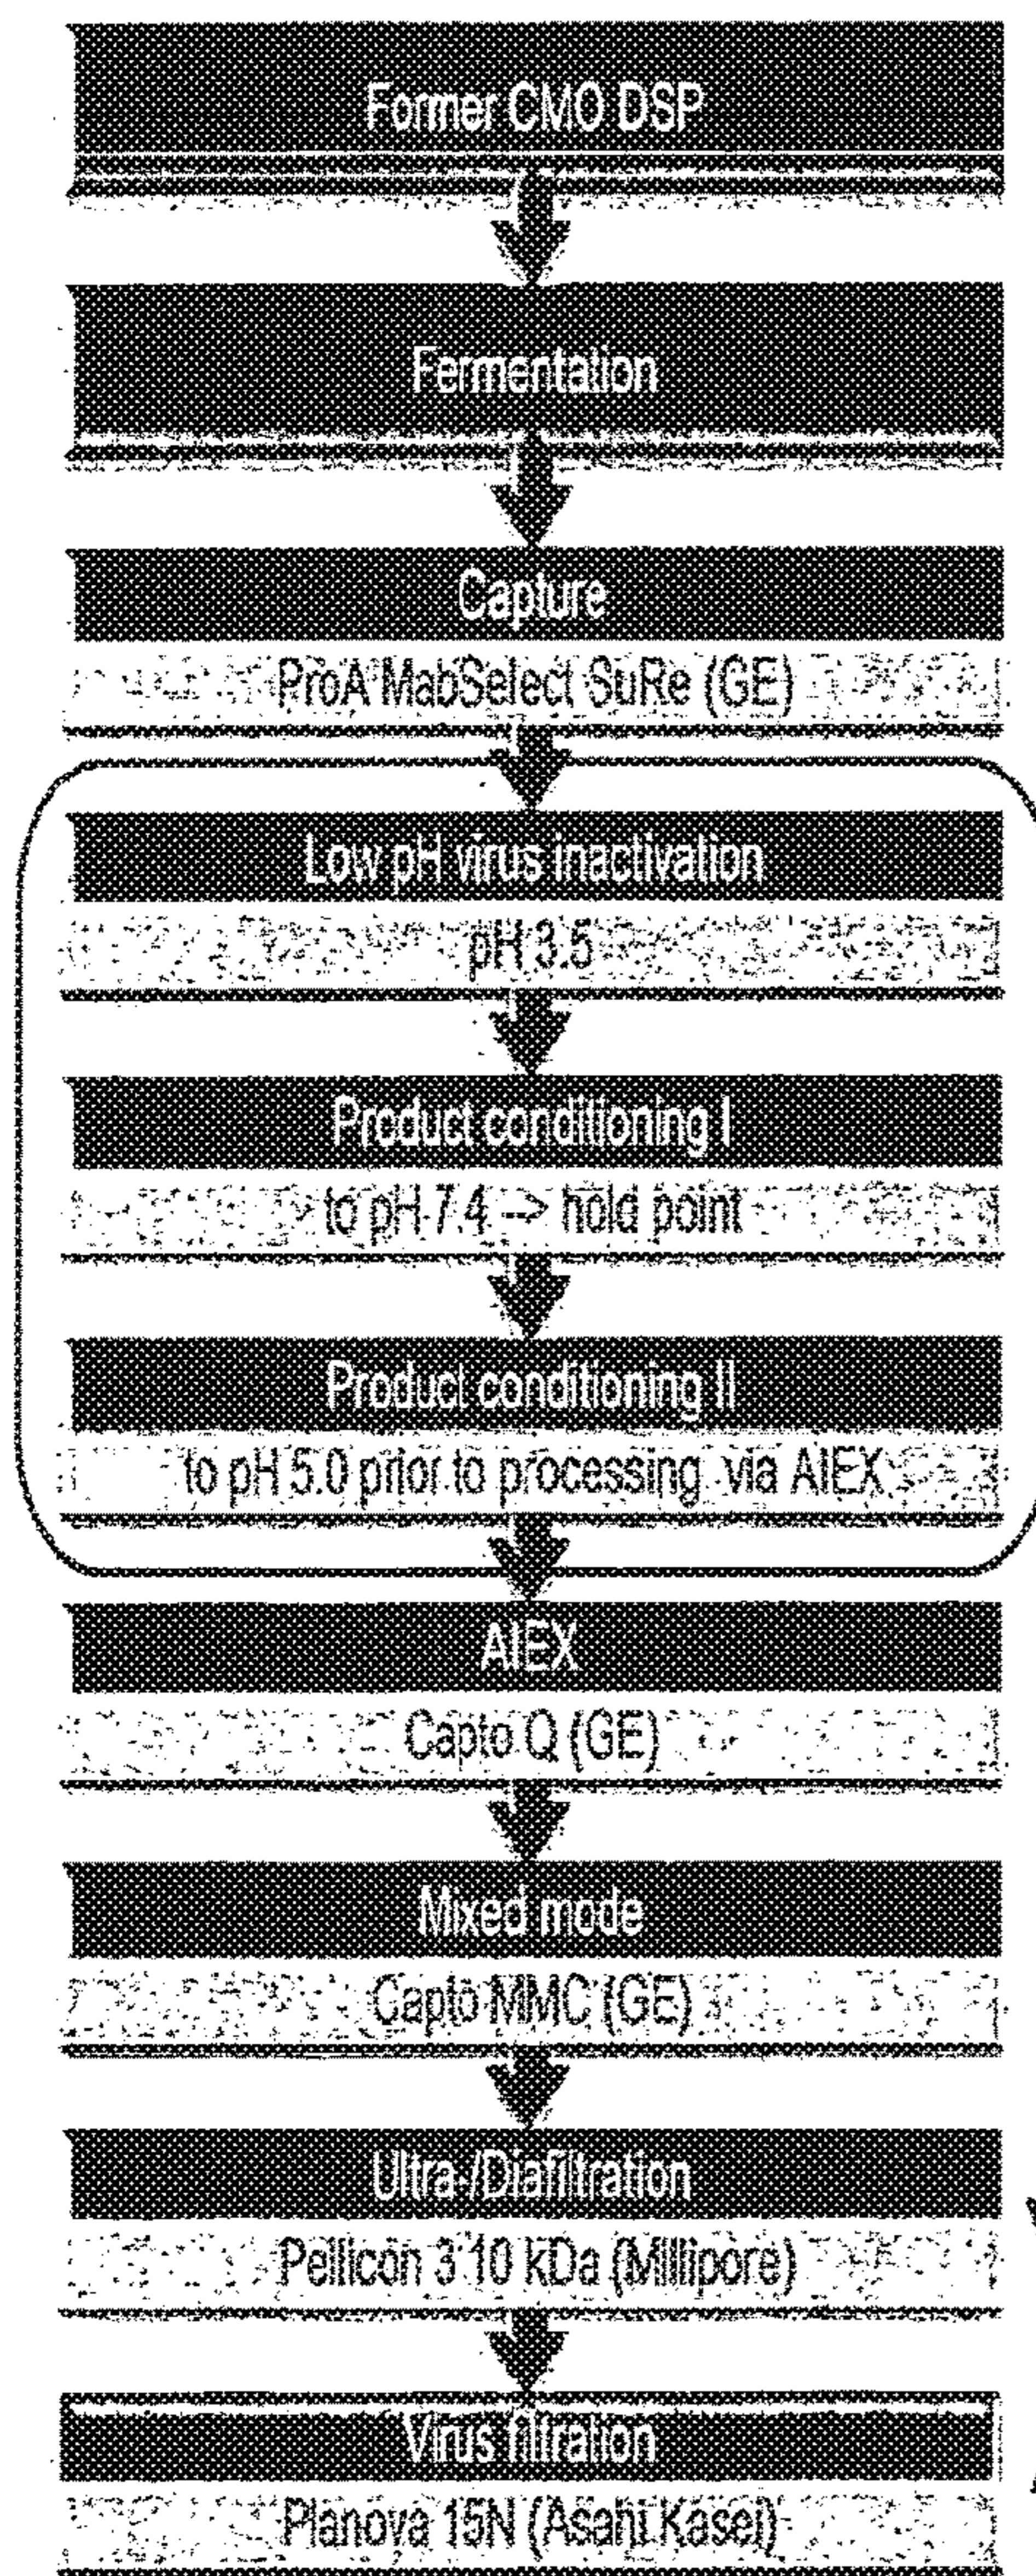 Former CMO DSP
Fermentation
Capture
ProA MabSelect SuRe (GE)
Low pH virus inactivation
pH 3.5
Product conditioning I
to pH 7.4 --> hold point
Product conditioning II
to pH 5.0 prior to processing via AIEX
AIEX
Capto Q (GE)
Mixed mode
Capto MMC (GE)
Ultra-/Diafiltration
Pellicon 3 10 kDa (Millipore)
Virus filtration
Planova 15N (Asahi Kasei)